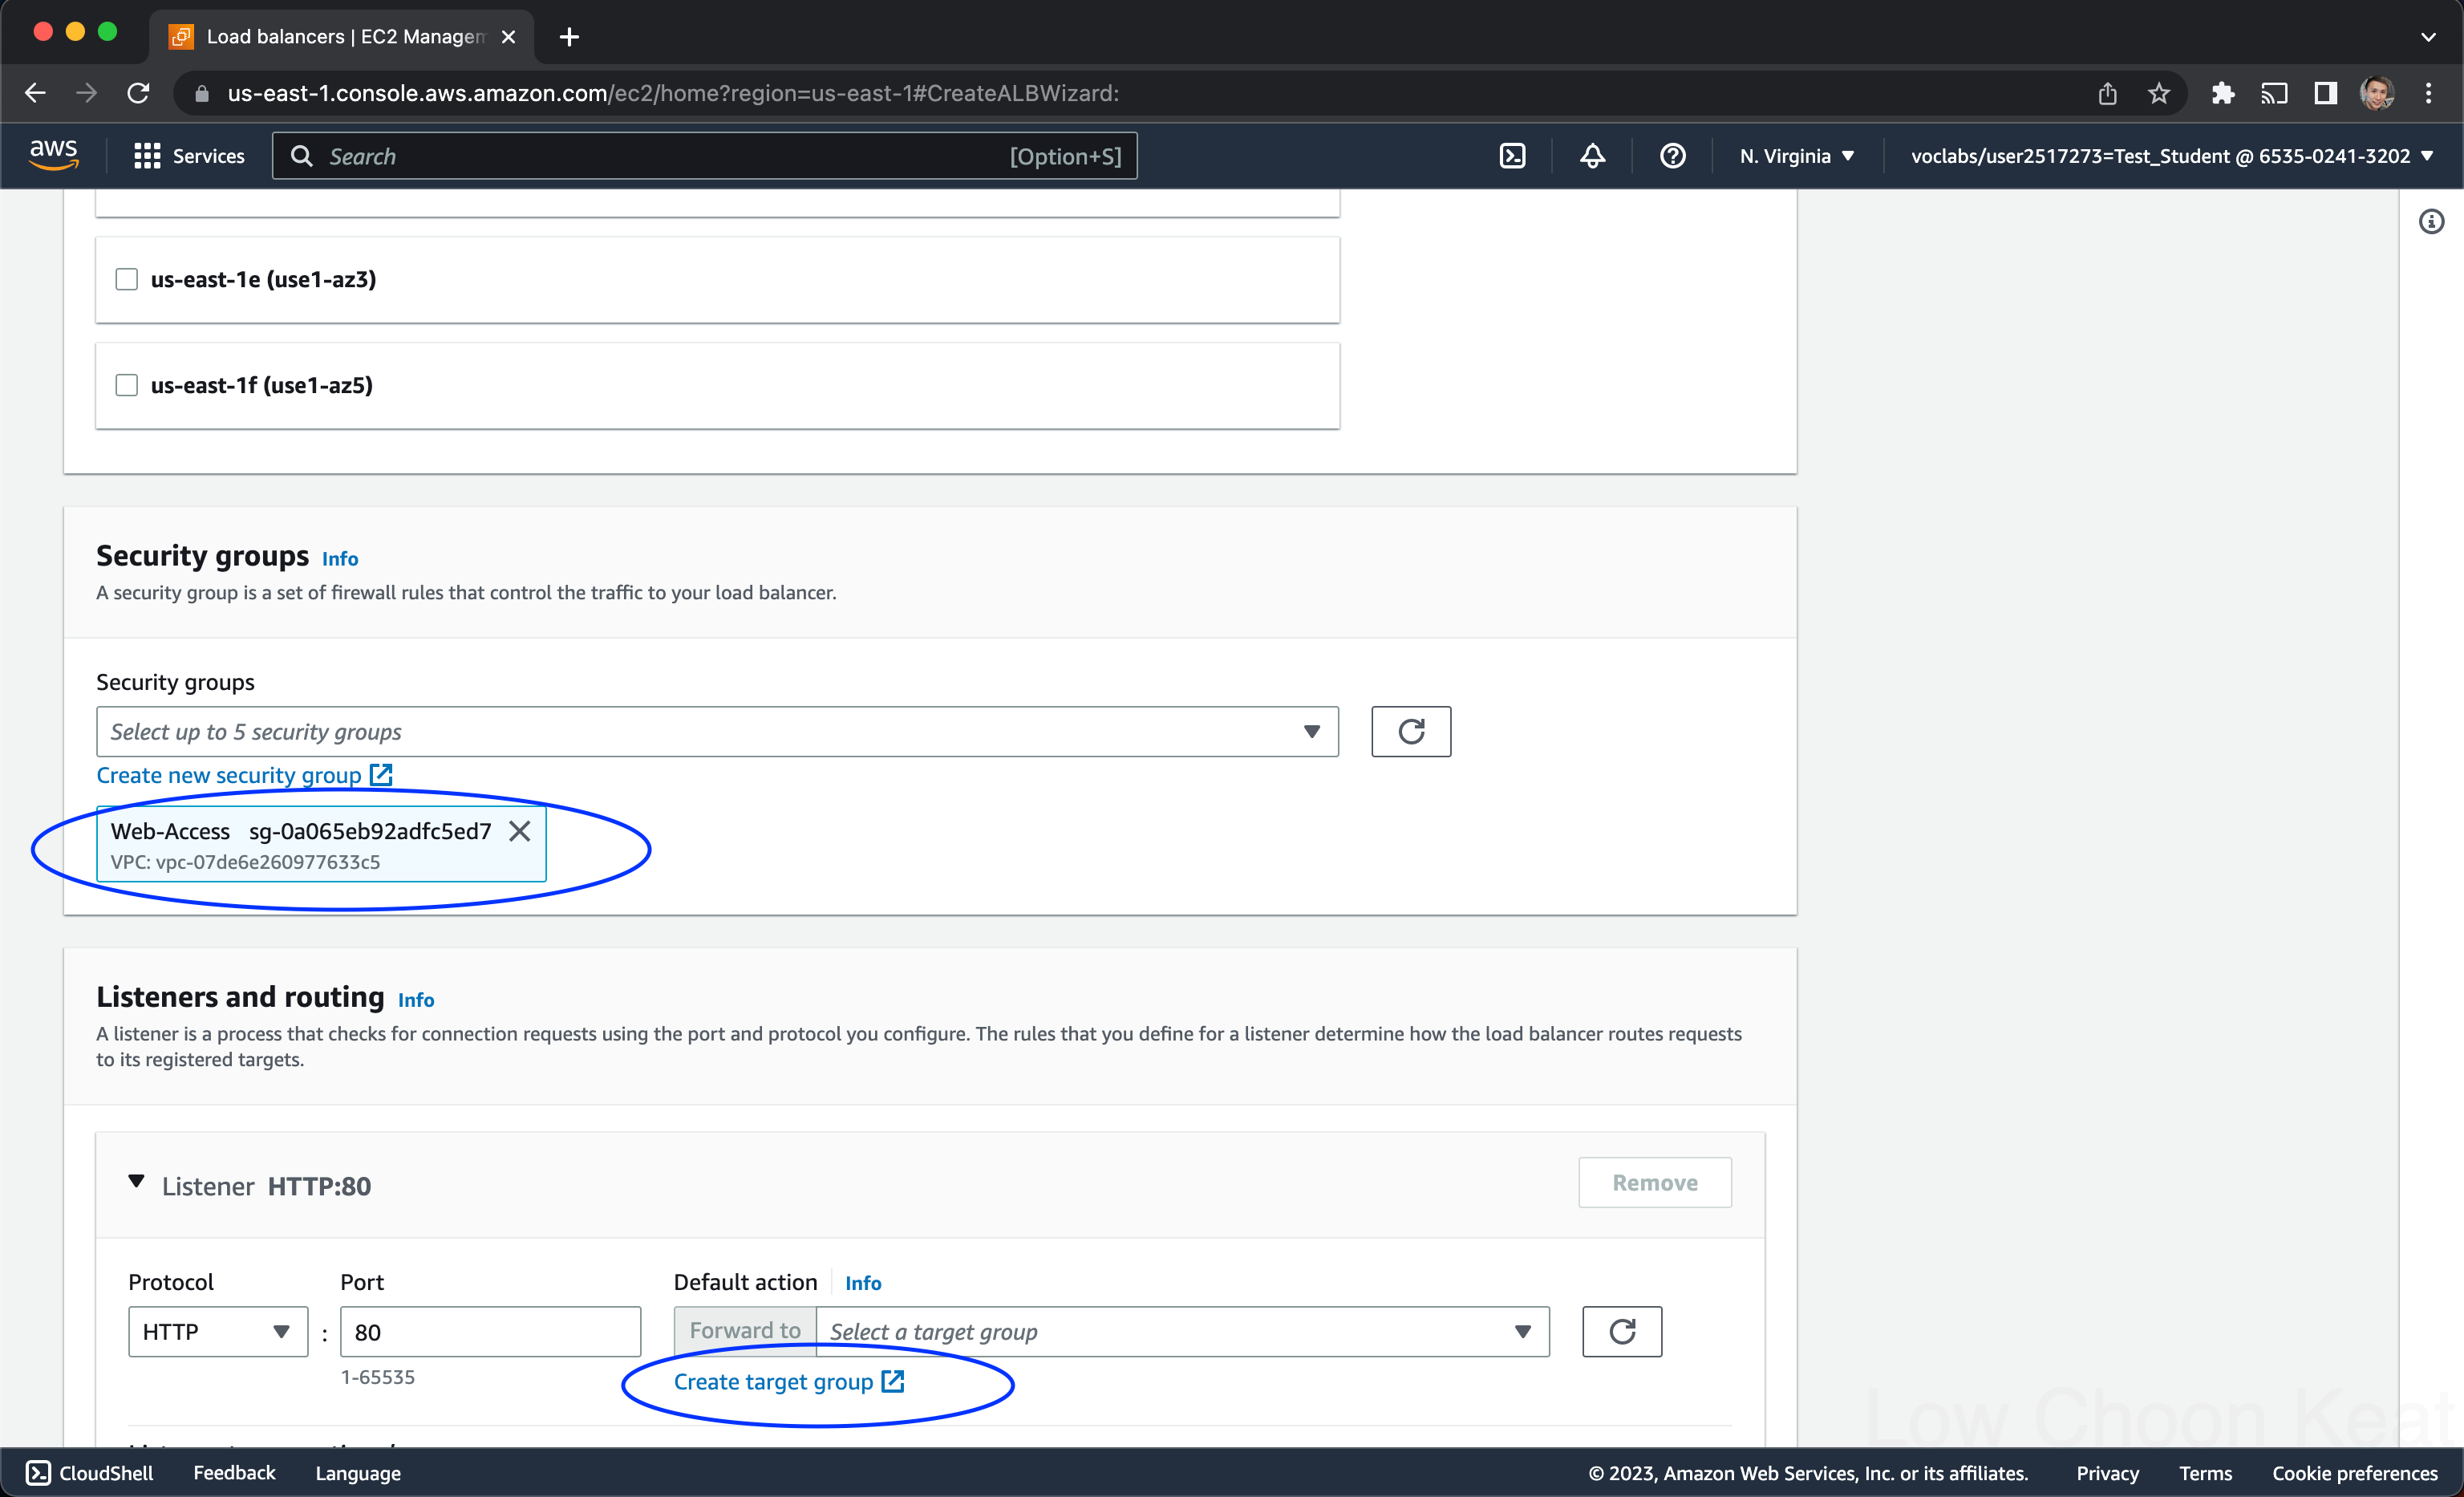 Load balancers | EC2 Managem
us-east-1.console.aws.amazon.com/ec2/home?region=us-east-1#CreateALBWizard:
aws Services Search [Option+S] N. Virginia voclabs/user2517273=Test_Student @ 6535-0241-3202
us-east-1e (use1-az3)
us-east-1f (use1-az5)
Security groups Info
A security group is a set of firewall rules that control the traffic to your load balancer.
Security groups
Select up to 5 security groups
Create new security group
Web-Access sg-0a065eb92adfc5ed7
VPC: vpc-07de6e260977633c5
Listeners and routing Info
A listener is a process that checks for connection requests using the port and protocol you configure. The rules that you define for a listener determine how the load balancer routes requests
to its registered targets.
Listener HTTP:80
Remove
Protocol Port Default action Info
HTTP : 80 Forward to Select a target group
1-65535 Create target group
Low Choon Keat
CloudShell Feedback Language © 2023, Amazon Web Services, Inc. or its affiliates. Privacy Terms Cookie preferences